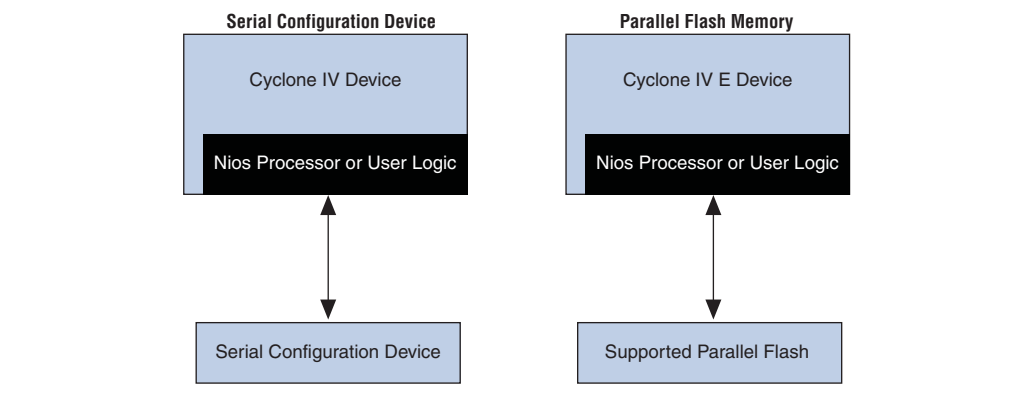 Serial Configuration Device
Parallel Flash Memory
Cyclone IV Device
Cyclone IV E Device
Nios Processor or User Logic
Nios Processor or User Logic
Serial Configuration Device
Supported Parallel Flash